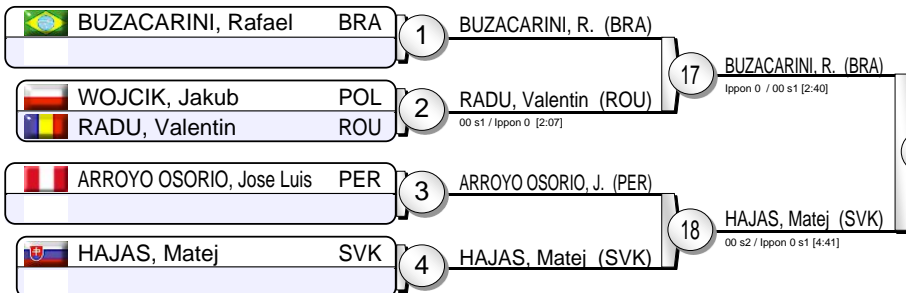 BUZACARINI, Rafael BRA
1
BUZACARINI, R. (BRA)
17
BUZACARINI, R. (BRA)
Ippon 0 / 00 s1 [2:40]
WOJCIK, Jakub POL
RADU, Valentin ROU
2
RADU, Valentin (ROU)
00 s1 / Ippon 0 [2:07]
ARROYO OSORIO, Jose Luis PER
3
ARROYO OSORIO, J. (PER)
18
HAJAS, Matej (SVK)
00 s2 / Ippon 0 s1 [4:41]
HAJAS, Matej SVK
4
HAJAS, Matej (SVK)